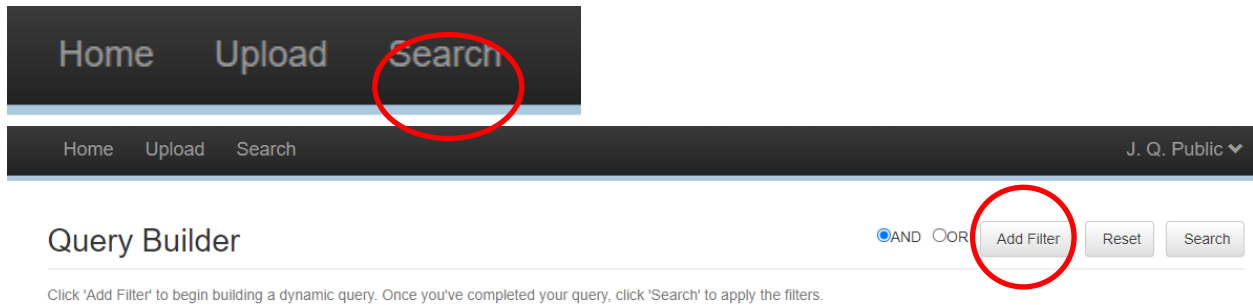 Home Upload Search
Home Upload Search J. Q. Public
Query Builder AND OR Add Filter Reset Search
Click 'Add Filter' to begin building a dynamic query. Once you've completed your query, click 'Search' to apply the filters.